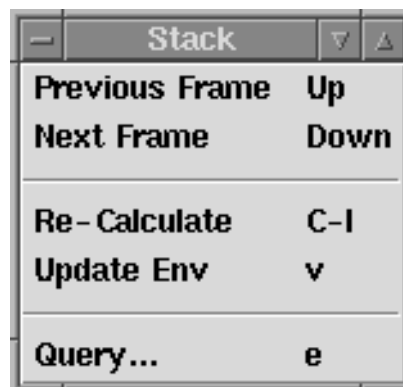 Stack
Previous Frame Up
Next Frame Down
Re-Calculate C-l
Update Env v
Query... e